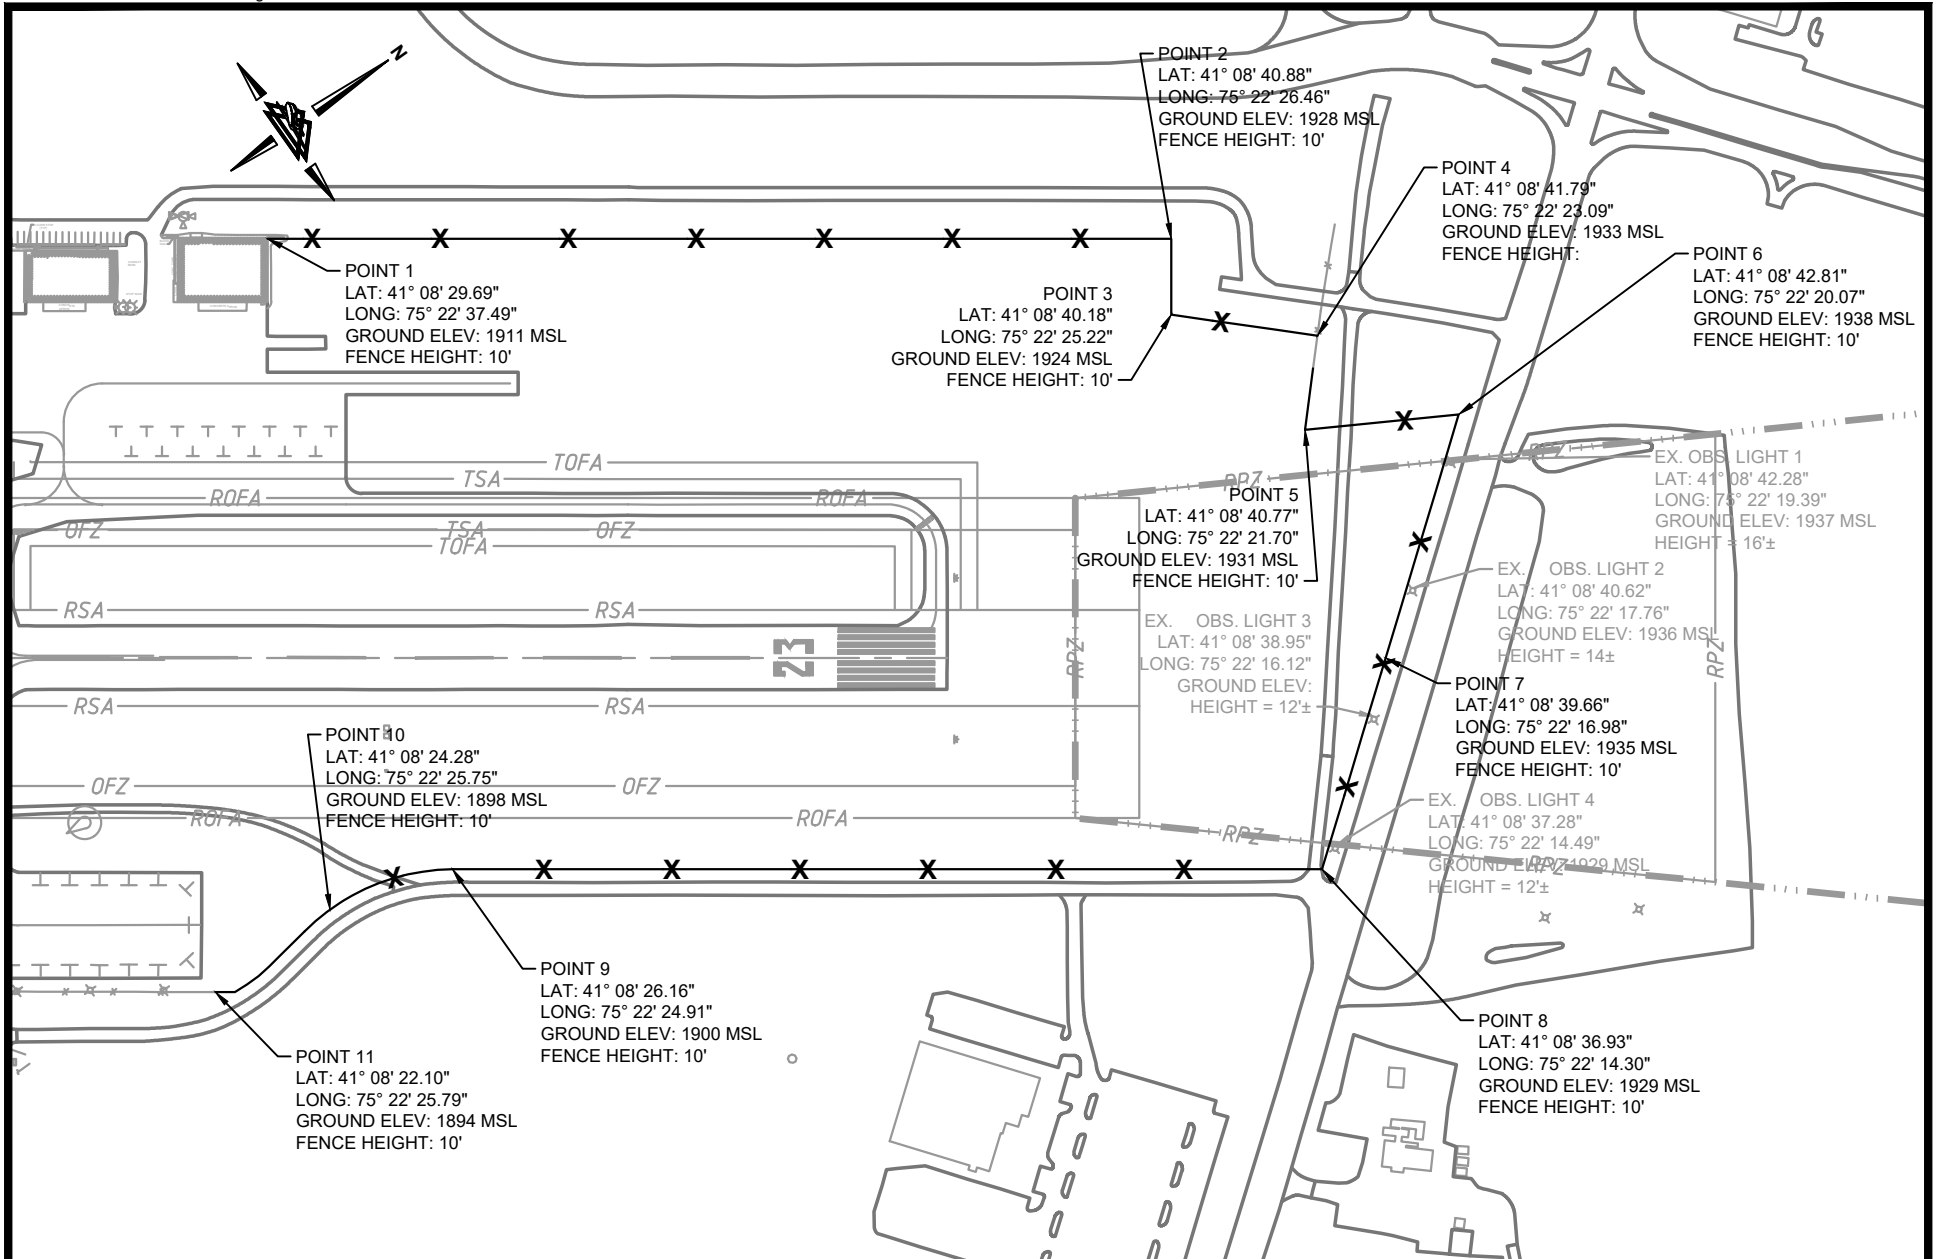 N
POINT 2
LAT: 41° 08' 40.88"
LONG: 75° 22' 26.46"
GROUND ELEV: 1928 MSL
FENCE HEIGHT: 10'
POINT 4
LAT: 41° 08' 41.79"
LONG: 75° 22' 23.09"
GROUND ELEV: 1933 MSL
FENCE HEIGHT:
POINT 6
LAT: 41° 08' 42.81"
LONG: 75° 22' 20.07"
GROUND ELEV: 1938 MSL
FENCE HEIGHT: 10'
X X X X X X X
POINT 1
LAT: 41° 08' 29.69"
LONG: 75° 22' 37.49"
GROUND ELEV: 1911 MSL
FENCE HEIGHT: 10'
POINT 3
LAT: 41° 08' 40.18"
LONG: 75° 22' 25.22"
GROUND ELEV: 1924 MSL
FENCE HEIGHT: 10'
X
X
TOFA
TSA
ROFA
ROFA
RPZ
RPZ
EX. OBS. LIGHT 1
LAT: 41° 08' 42.28"
LONG: 75° 22' 19.39"
GROUND ELEV: 1937 MSL
HEIGHT = 16'±
POINT 5
LAT: 41° 08' 40.77"
LONG: 75° 22' 21.70"
GROUND ELEV: 1931 MSL
FENCE HEIGHT: 10'
OFZ
TSA
OFZ
TOFA
X
EX. OBS. LIGHT 2
LAT: 41° 08' 40.62"
LONG: 75° 22' 17.76"
GROUND ELEV: 1936 MSL
HEIGHT = 14±
RSA
RSA
EX. OBS. LIGHT 3
LAT: 41° 08' 38.95"
LONG: 75° 22' 16.12"
GROUND ELEV:
HEIGHT = 12'±
23
RPZ
RPZ
X
POINT 7
LAT: 41° 08' 39.66"
LONG: 75° 22' 16.98"
GROUND ELEV: 1935 MSL
FENCE HEIGHT: 10'
RSA
RSA
POINT 10
LAT: 41° 08' 24.28"
LONG: 75° 22' 25.75"
GROUND ELEV: 1898 MSL
FENCE HEIGHT: 10'
OFZ
OFZ
X
EX. OBS. LIGHT 4
LAT: 41° 08' 37.28"
LONG: 75° 22' 14.49"
GROUND ELEV: 1929 MSL
HEIGHT = 12'±
ROFA
ROFA
RPZ
RPZ
X X X X X X X
POINT 9
LAT: 41° 08' 26.16"
LONG: 75° 22' 24.91"
GROUND ELEV: 1900 MSL
FENCE HEIGHT: 10'
POINT 8
LAT: 41° 08' 36.93"
LONG: 75° 22' 14.30"
GROUND ELEV: 1929 MSL
FENCE HEIGHT: 10'
POINT 11
LAT: 41° 08' 22.10"
LONG: 75° 22' 25.79"
GROUND ELEV: 1894 MSL
FENCE HEIGHT: 10'